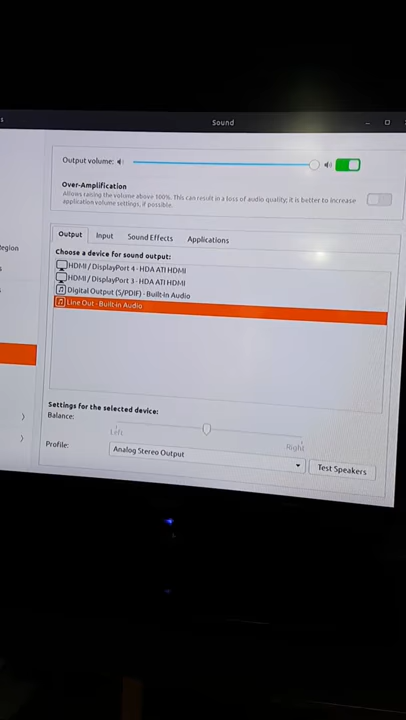 s
Sound
Output volume:
Over-Amplification
Allows raising the volume above 100%. This can result in a loss of audio quality; it is better to increase
application volume settings, if possible.
Output
Input
Sound Effects
Applications
Region
s
s
Choose a device for sound output:
HDMI / DisplayPort 4 - HDA ATI HDMI
HDMI / DisplayPort 3 - HDA ATI HDMI
Digital Output (S/PDIF) - Built-in Audio
Line Out - Built-in Audio
Settings for the selected device:
Balance:
Left
Right
Profile:
Analog Stereo Output
Test Speakers